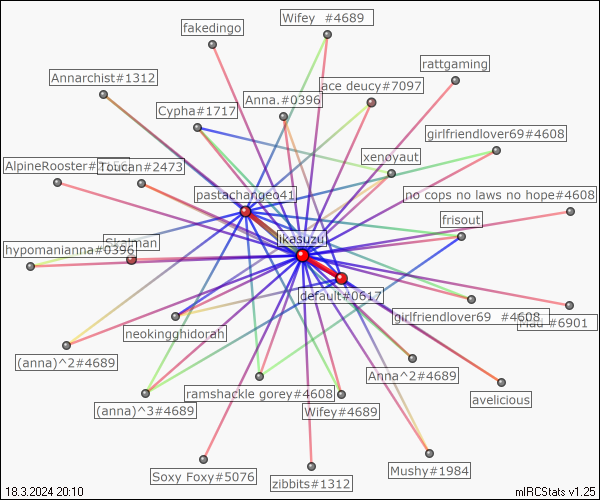 Wifey  #4689
fakedingo
rattgaming
Annarchist#1312
ace deucy#7097
Anna.#0396
Cypha#1717
girlfriendlover69#4608
xenoyaut
AlpineRooster#
Toucan#2473
pastachangeo41
no cops no laws no hope#4608
frisout
ikasuzu
hypomanianna#0396
default#0617
girlfriendlover69  #4608
#6901
neokingghidorah
(anna)^2#4689
Anna^2#4689
ramshackle gorey#4608
avelicious
(anna)^3#4689
Wifey#4689
Mushy#1984
Soxy Foxy#5076
zibbits#1312
18.3.2024 20:10
mIRCStats v1.25